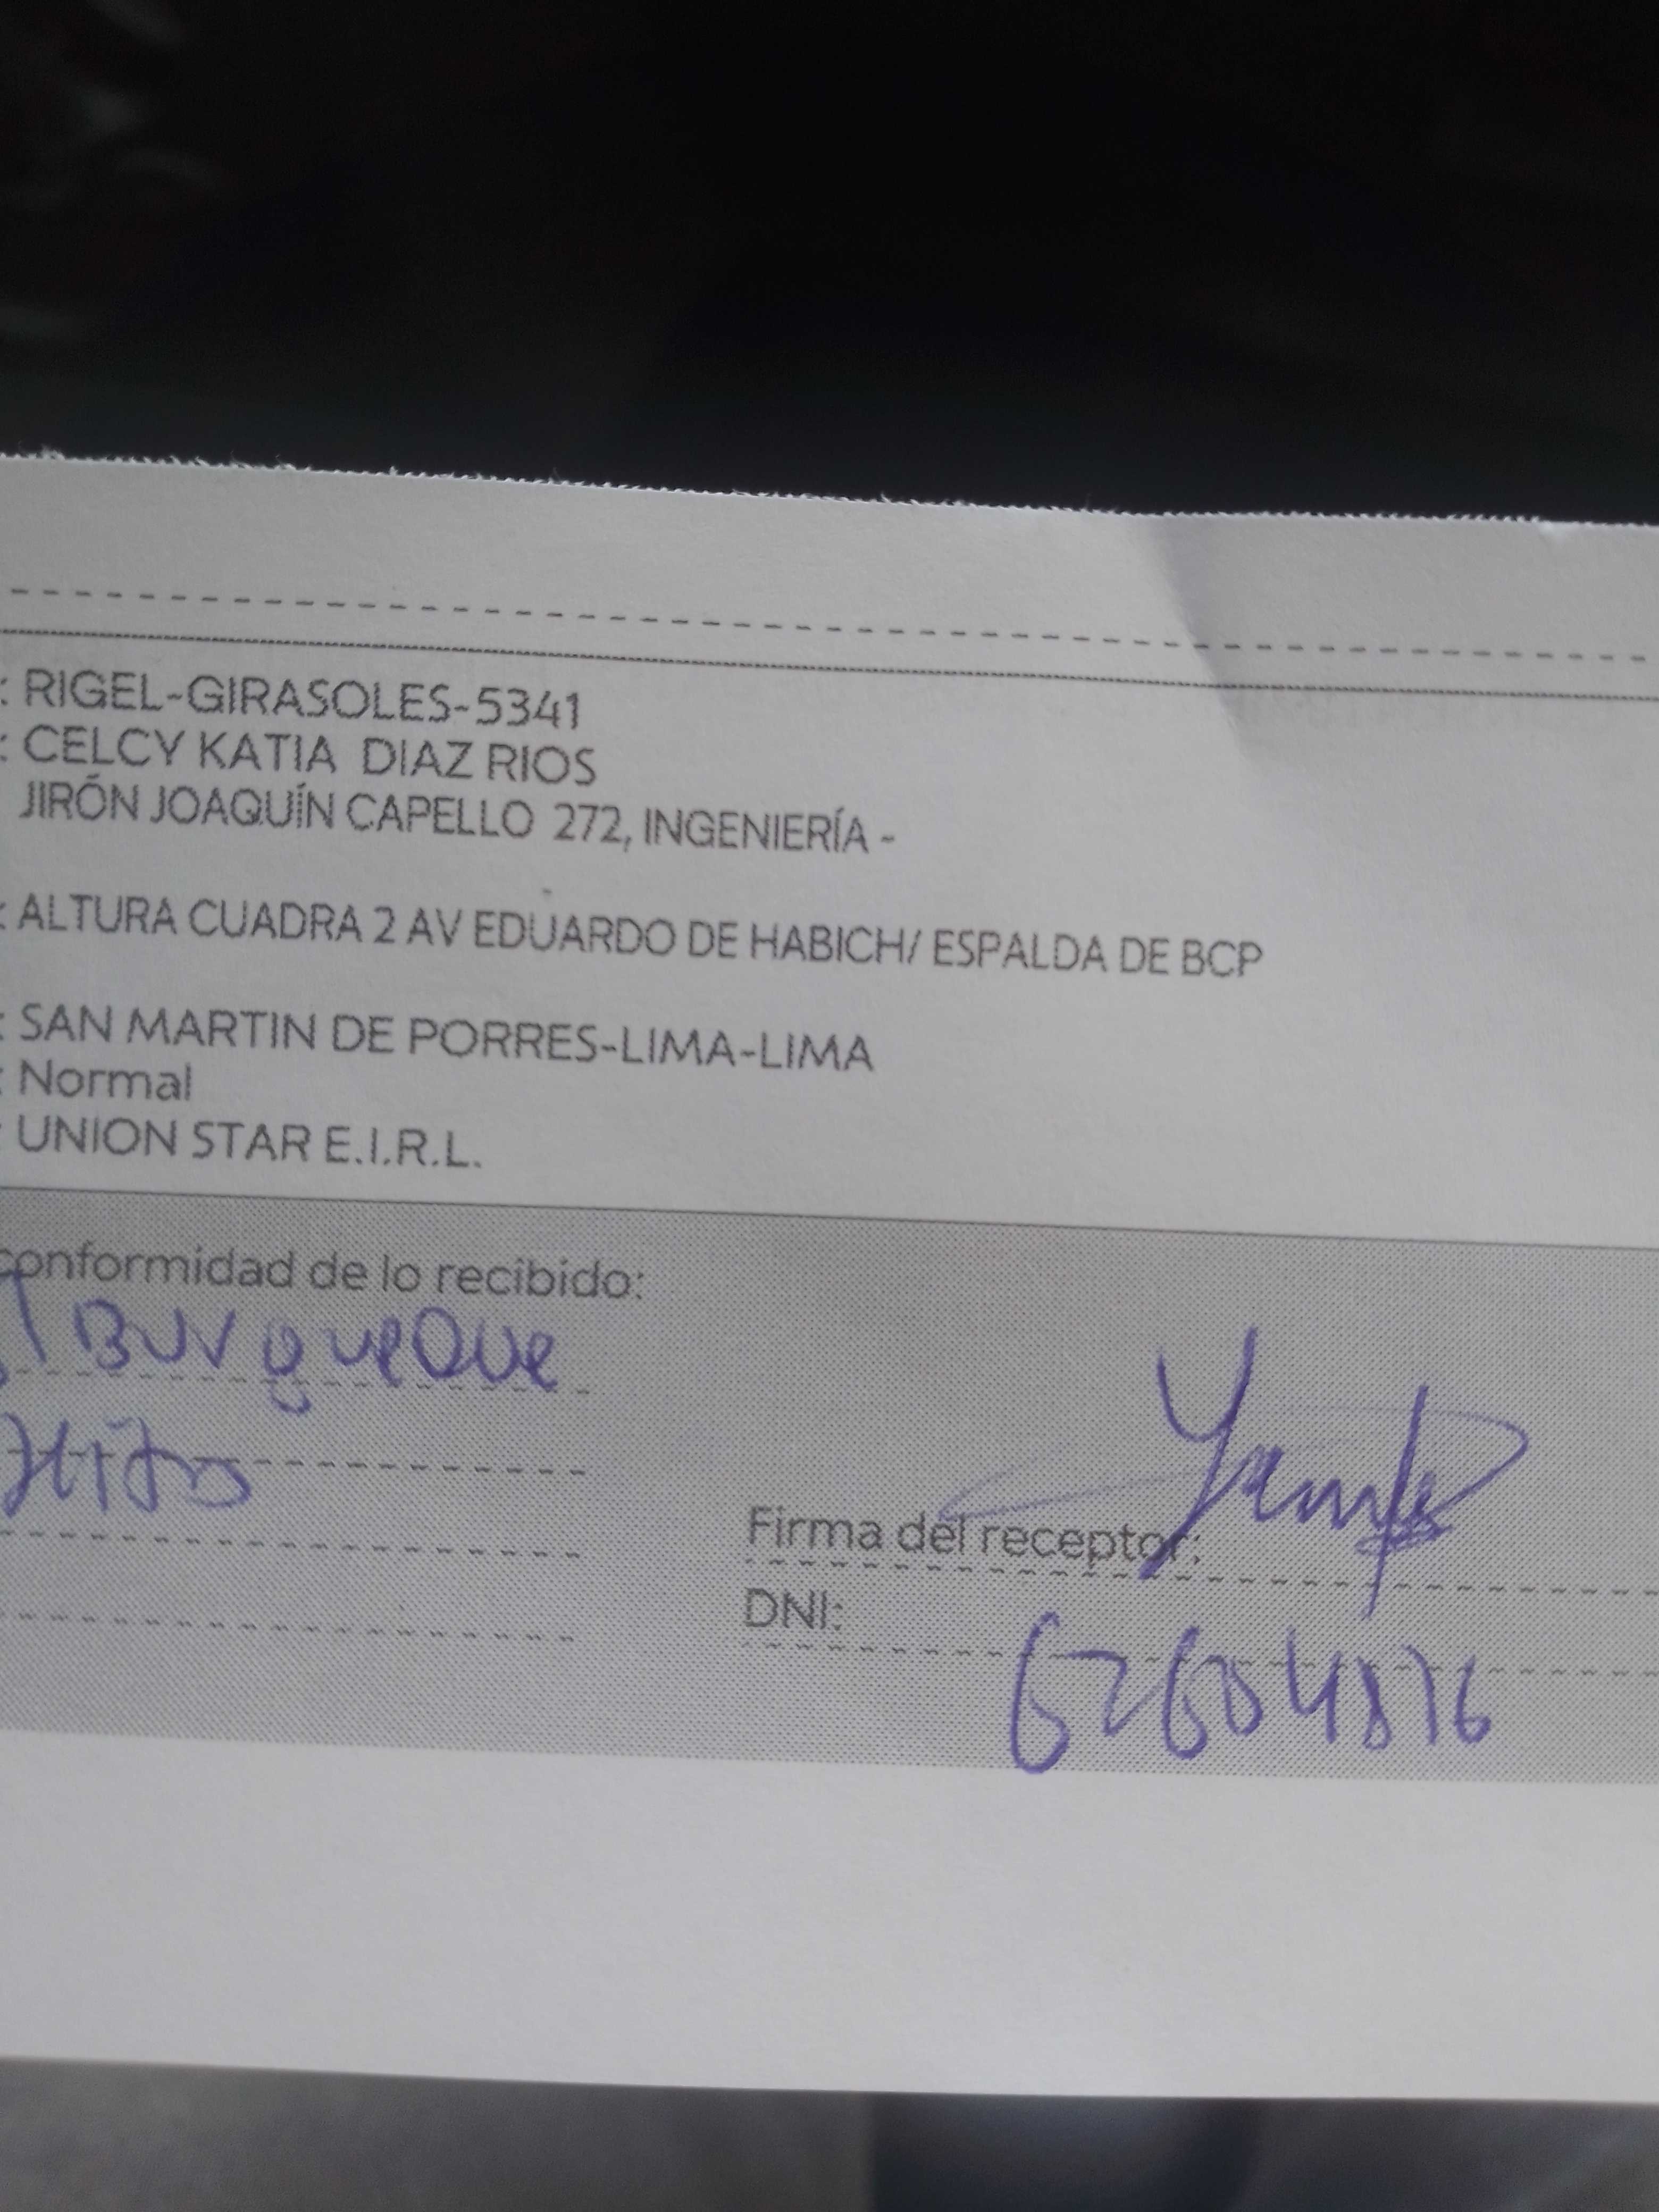 : RIGEL-GIRASOLES-5341
: CELCY KATIA DIAZ RIOS
JIRÓN JOAQUÍN CAPELLO 272, INGENIERÍA -
: ALTURA CUADRA 2 AV EDUARDO DE HABICH/ ESPALDA DE BCP
: SAN MARTIN DE PORRES-LIMA-LIMA
: Normal
: UNION STAR E.I.R.L.
conformidad de lo recibido:
BurgueQue
Firma del receptor:
DNI: